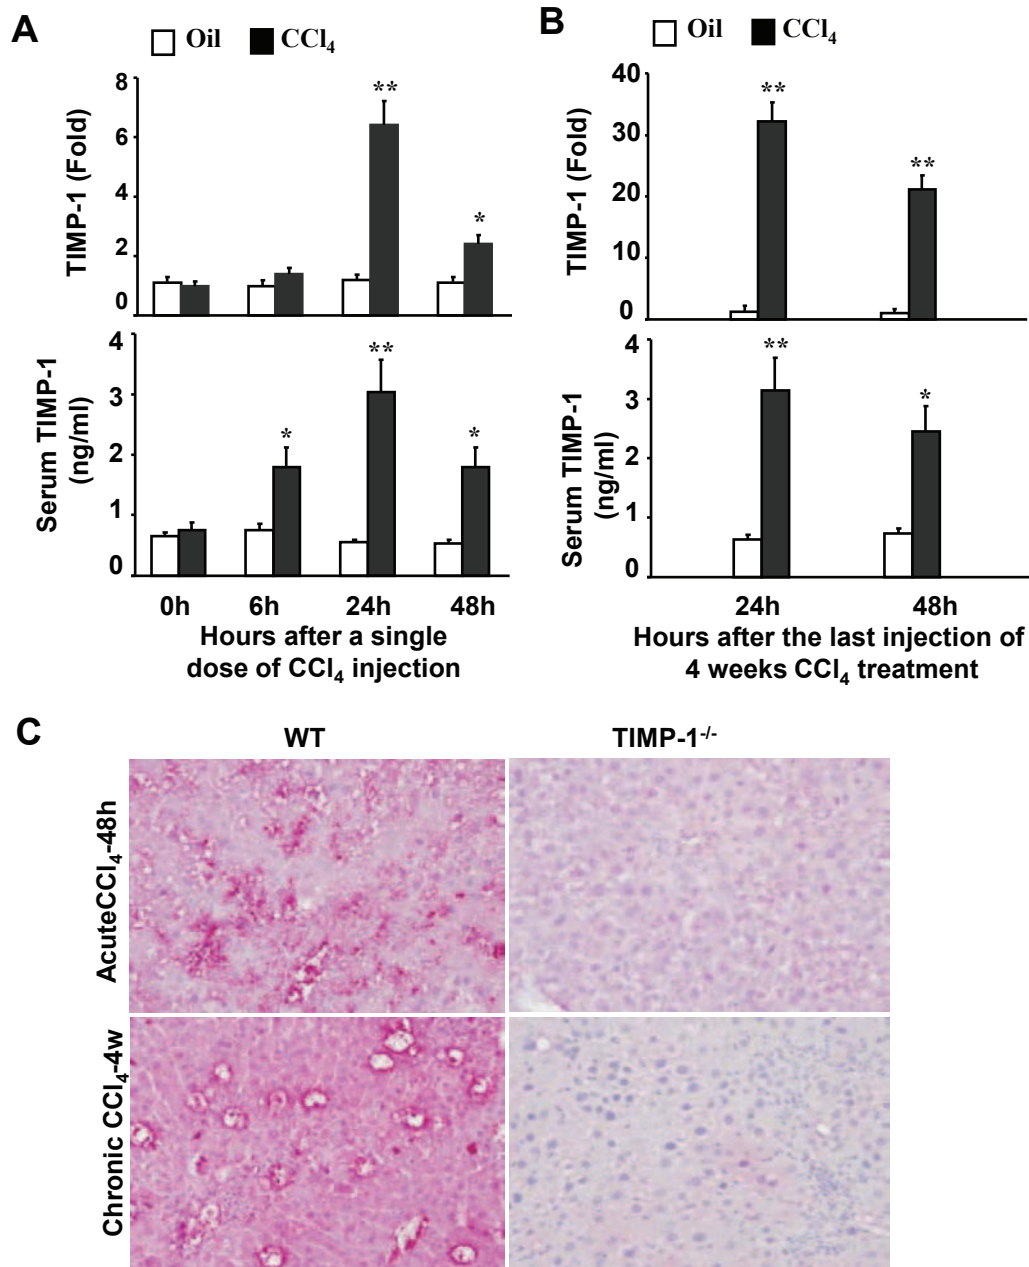 A
Oil CCl₄
8
6
4
2
0
TIMP-1 (Fold)
**
*
4
3
2
1
0
Serum TIMP-1
(ng/ml)
*
**
*
0h 6h 24h 48h
Hours after a single
dose of CCl₄ injection
B
Oil CCl₄
40
30
20
10
0
TIMP-1 (Fold)
**
**
4
3
2
1
0
Serum TIMP-1
(ng/ml)
**
*
24h 48h
Hours after the last injection of
4 weeks CCl₄ treatment
C
WT TIMP-1⁻/⁻
AcuteCCl₄-48h
Chronic CCl₄-4w